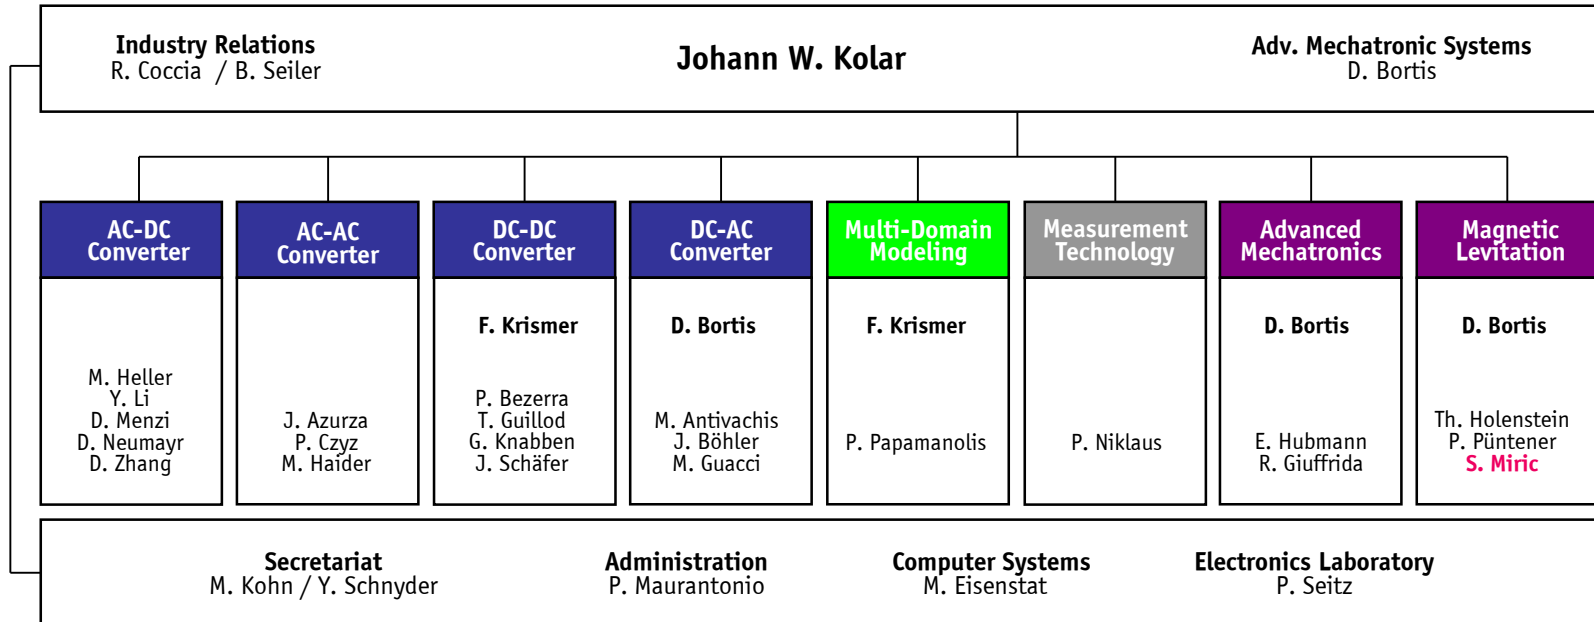 Industry Relations
R. Coccia / B. Seiler
Johann W. Kolar
Adv. Mechatronic Systems
D. Bortis
AC-DC
Converter
M. Heller
Y. Li
D. Menzi
D. Neumayr
D. Zhang
AC-AC
Converter
J. Azurza
P. Czyz
M. Haider
DC-DC
Converter
F. Krismer
P. Bezerra
T. Guillod
G. Knabben
J. Schäfer
DC-AC
Converter
D. Bortis
M. Antivachis
J. Böhler
M. Guacci
Multi-Domain
Modeling
F. Krismer
P. Papamanolis
Measurement
Technology
P. Niklaus
Advanced
Mechatronics
D. Bortis
E. Hubmann
R. Giuffrida
Magnetic
Levitation
D. Bortis
Th. Holenstein
P. Püntener
S. Miric
Secretariat
M. Kohn / Y. Schnyder
Administration
P. Maurantonio
Computer Systems
M. Eisenstat
Electronics Laboratory
P. Seitz